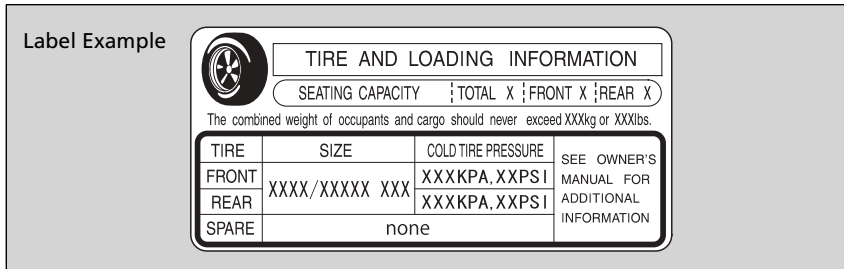 Label Example
TIRE AND LOADING INFORMATION
SEATING CAPACITY TOTAL X FRONT X REAR X
The combined weight of occupants and cargo should never exceed XXXkg or XXXlbs.
TIRE SIZE COLD TIRE PRESSURE SEE OWNER'S
FRONT XXXX/XXXXX XXX XXXKPA,XXPSI MANUAL FOR
REAR XXXKPA,XXPSI ADDITIONAL
SPARE none INFORMATION